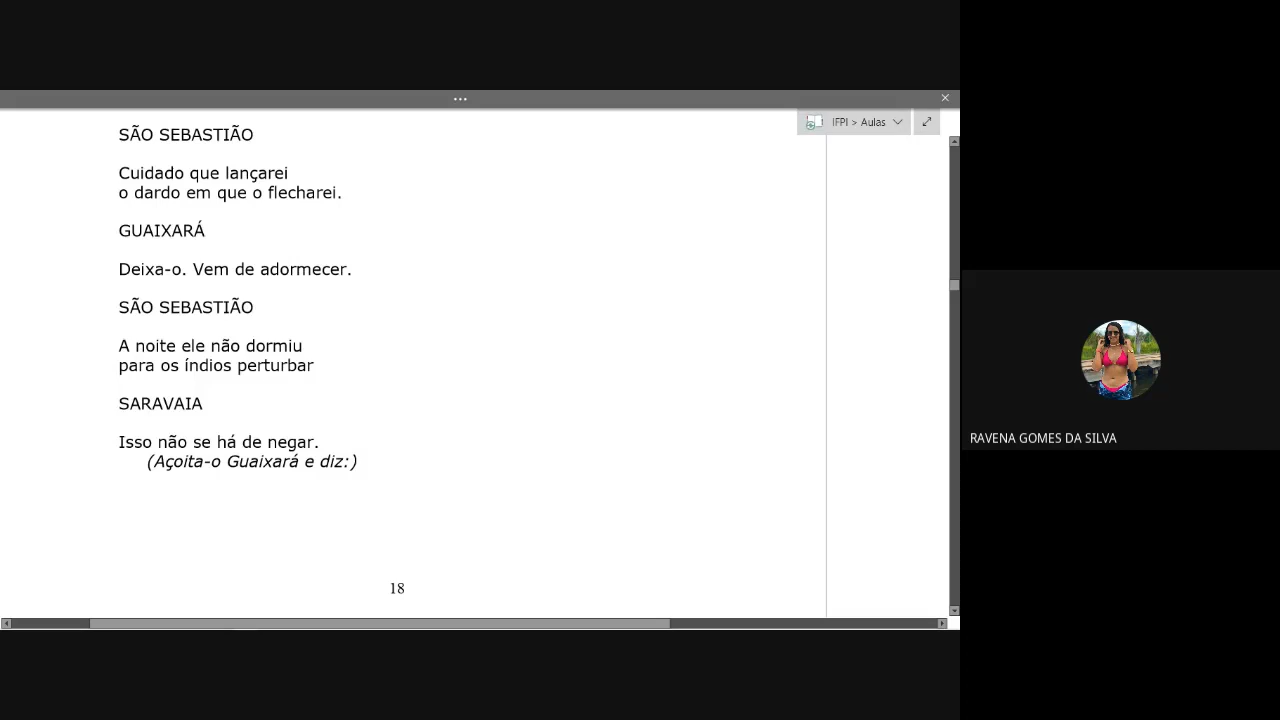 IFPI > Aulas
SÃO SEBASTIÃO
Cuidado que lançarei
o dardo em que o flecharei.
GUAIXARÁ
Deixa-o. Vem de adormecer.
SÃO SEBASTIÃO
A noite ele não dormiu
para os índios perturbar
SARAVAIA
Isso não se há de negar.
(Açoita-o Guaixará e diz:)
18
RAVENA GOMES DA SILVA